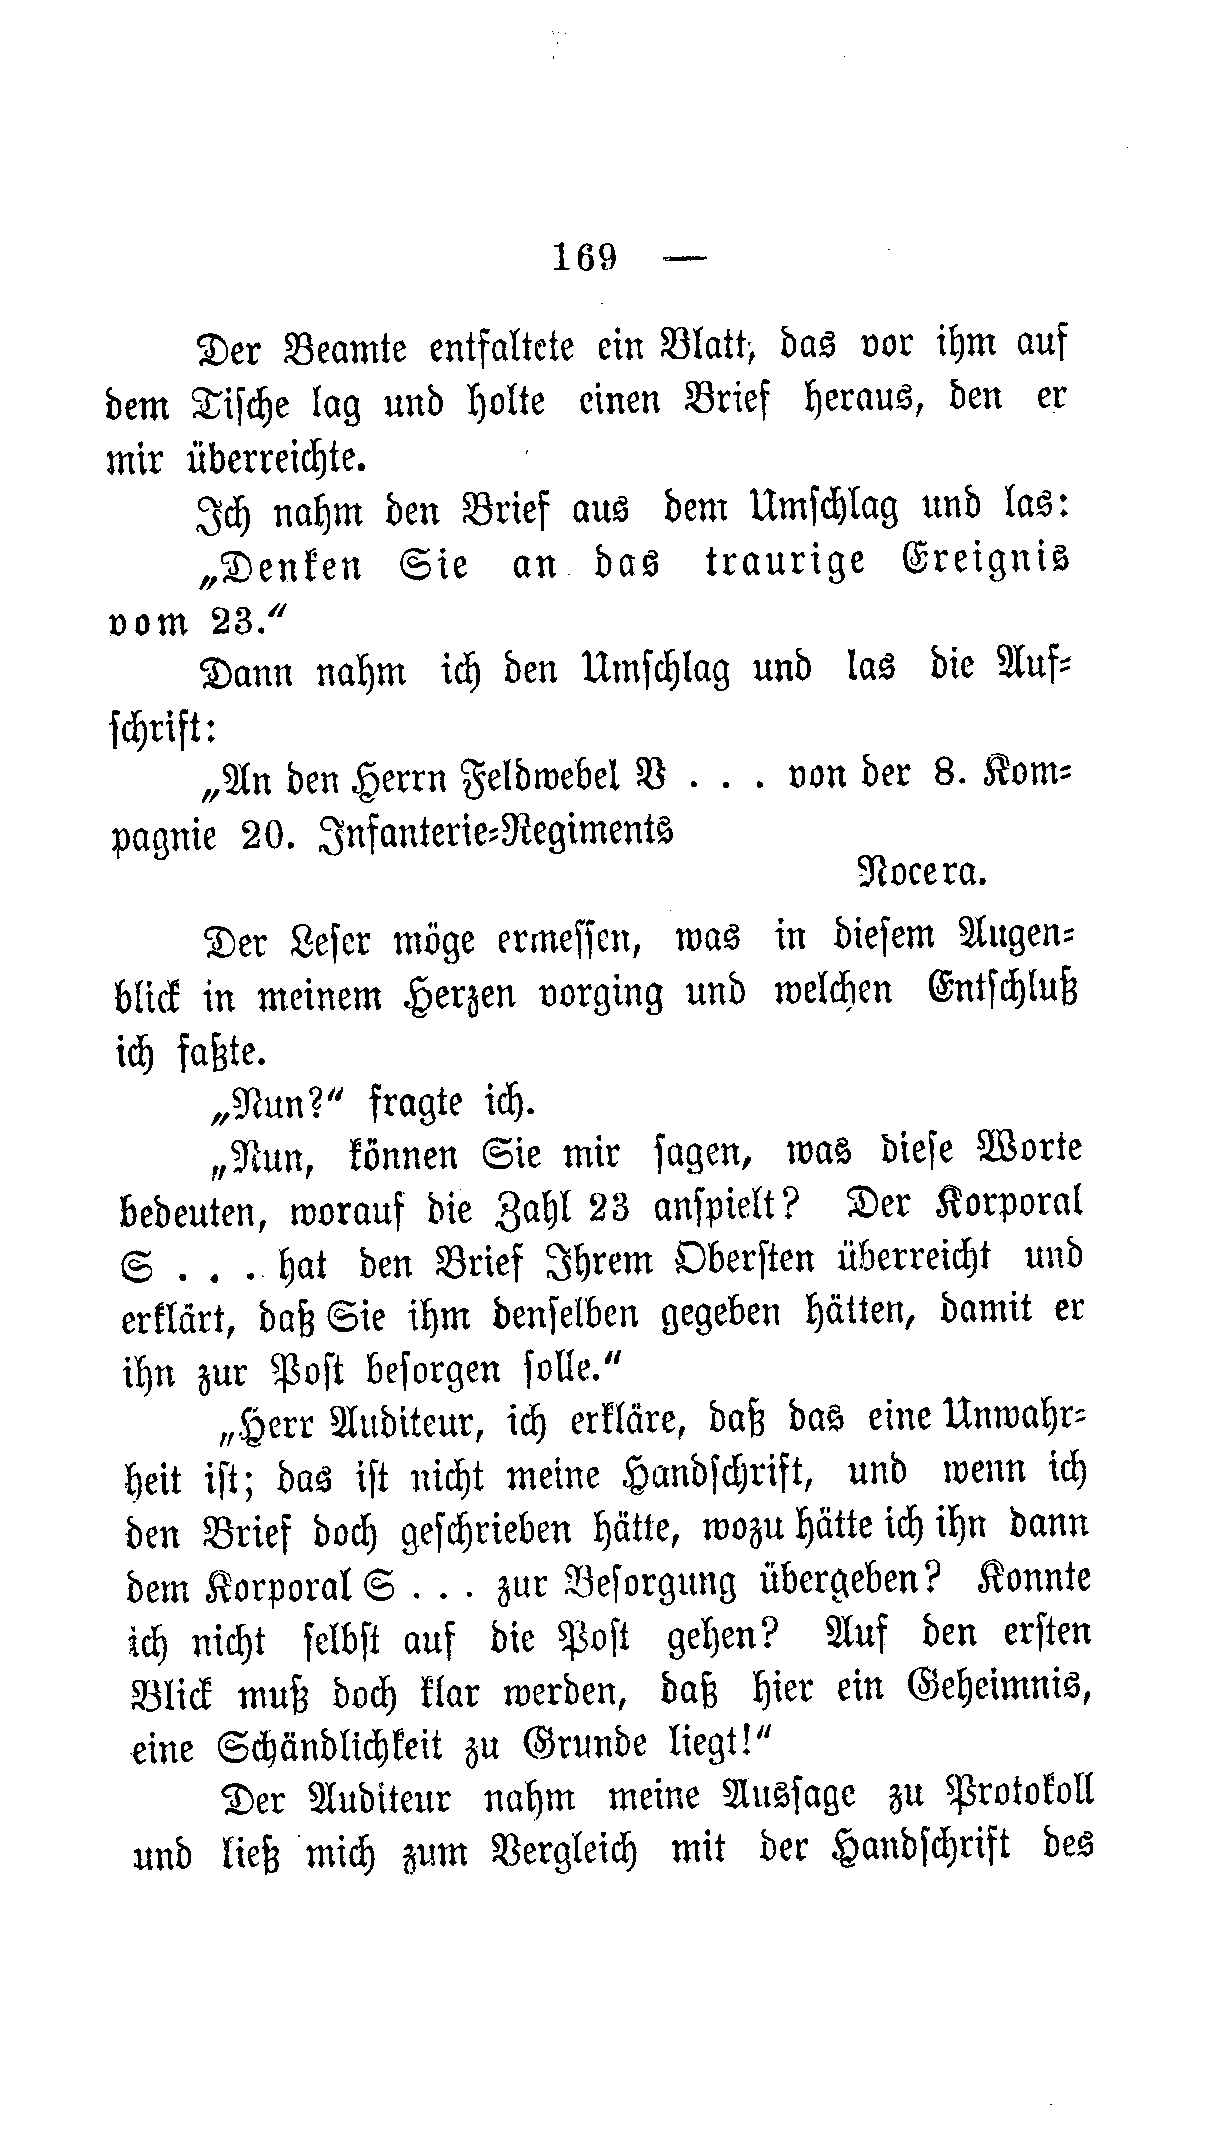 169 —
Der Beamte entfaltete ein Blatt, das vor ihm auf
dem Tische lag und holte einen Brief heraus, den er
mir überreichte.
Ich nahm den Brief aus dem Umschlag und las:
„Denken Sie an das traurige Ereignis
vom 23.“
Dann nahm ich den Umschlag und las die Auf-
schrift:
„An den Herrn Feldwebel V . . . von der 8. Kom-
pagnie 20. Infanterie-Regiments
Nocera.
Der Leser möge ermessen, was in diesem Augen-
blick in meinem Herzen vorging und welchen Entschluß
ich faßte.
„Nun?“ fragte ich.
„Nun, können Sie mir sagen, was diese Worte
bedeuten, worauf die Zahl 23 anspielt? Der Korporal
S . . . hat den Brief Ihrem Obersten überreicht und
erklärt, daß Sie ihm denselben gegeben hätten, damit er
ihn zur Post besorgen solle.“
„Herr Auditeur, ich erkläre, daß das eine Unwahr-
heit ist; das ist nicht meine Handschrift, und wenn ich
den Brief doch geschrieben hätte, wozu hätte ich ihn dann
dem Korporal S . . . zur Besorgung übergeben? Konnte
ich nicht selbst auf die Post gehen? Auf den ersten
Blick muß doch klar werden, daß hier ein Geheimnis,
eine Schändlichkeit zu Grunde liegt!“
Der Auditeur nahm meine Aussage zu Protokoll
und ließ mich zum Vergleich mit der Handschrift des